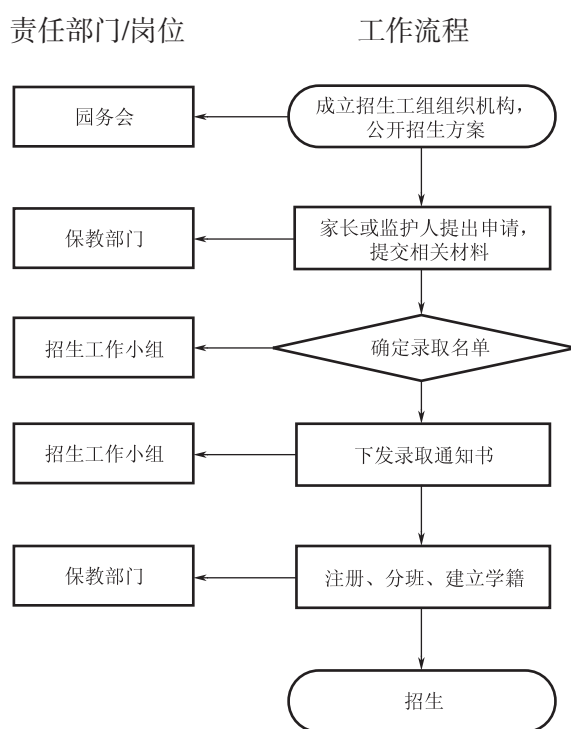 责任部门/岗位
工作流程
园务会
成立招生工组组织机构，
公开招生方案
保教部门
家长或监护人提出申请，
提交相关材料
招生工作小组
确定录取名单
招生工作小组
下发录取通知书
保教部门
注册、分班、建立学籍
招生